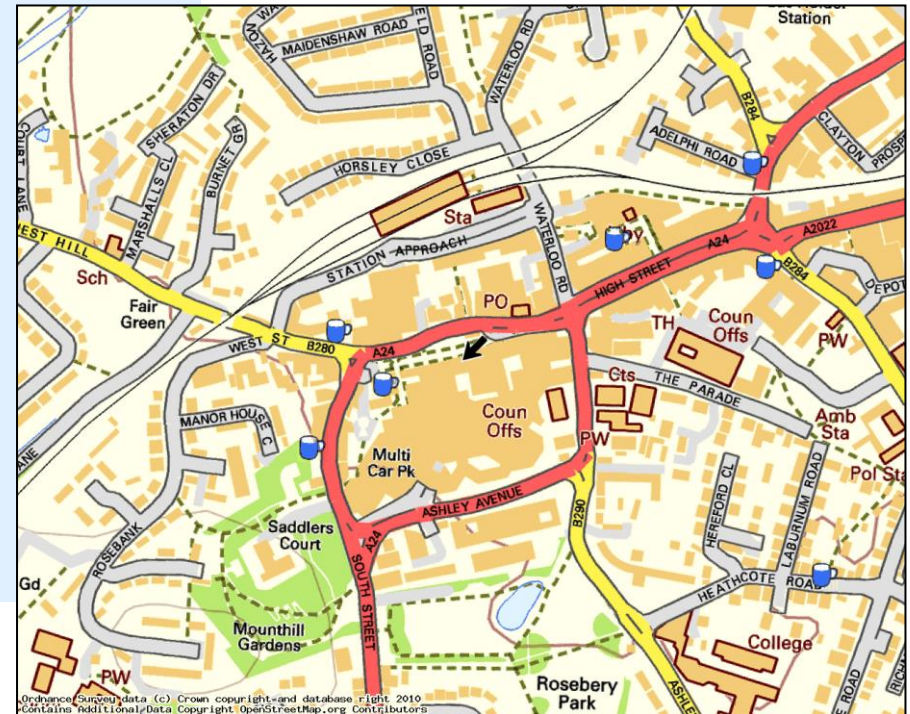 Station
MAIDENSHAW ROAD
WATERLOO RD
B284
SHERATON DR
BURNET GR
MARSHALLS CL
COURT LANE
ADELPHI ROAD
CLAYTON
HORSLEY CLOSE
Sta
WATERLOO RD
WEST HILL
Sch
STATION APPROACH
HIGH STREET
A24
A2022
B284
Fair
Green
WEST ST
B280
A24
PO
TH
Coun
Offs
PW
THE PARADE
Cts
MANOR HOUSE C
Coun
Offs
PW
Amb
Sta
Multi
Car Pk
Pol Sta
ASHLEY AVENUE
B290
HEREFORD CL
LABURNUM ROAD
Saddlers
Court
A24
ROSEBANK
SOUTH STREET
HEATHCOTE ROAD
Gd
Mounthill
Gardens
College
PW
Rosebery
Park
Ordnance Survey data (c) Crown copyright and database right 2010
Contains Additional Data Copyright OpenStreetMap.org Contributors